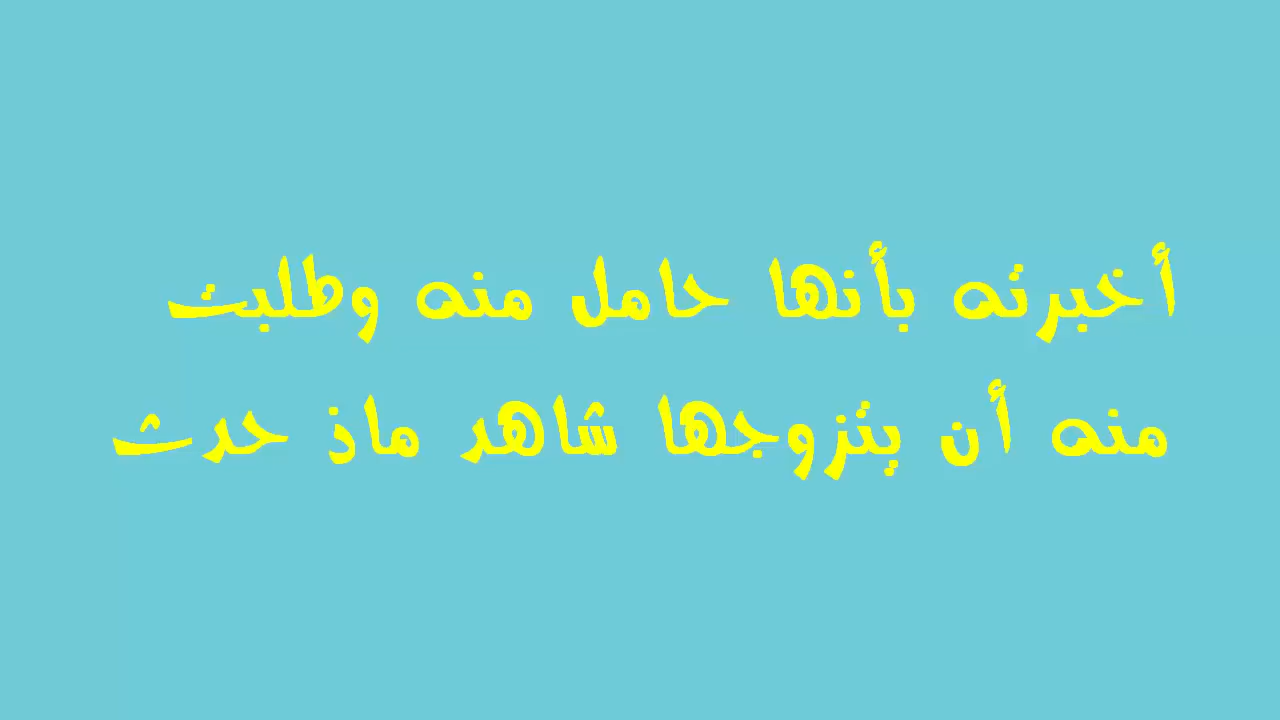 أخبرته بأنها حامل منه وطلبت
منه أن يتزوجها شاهد ماذ حدث